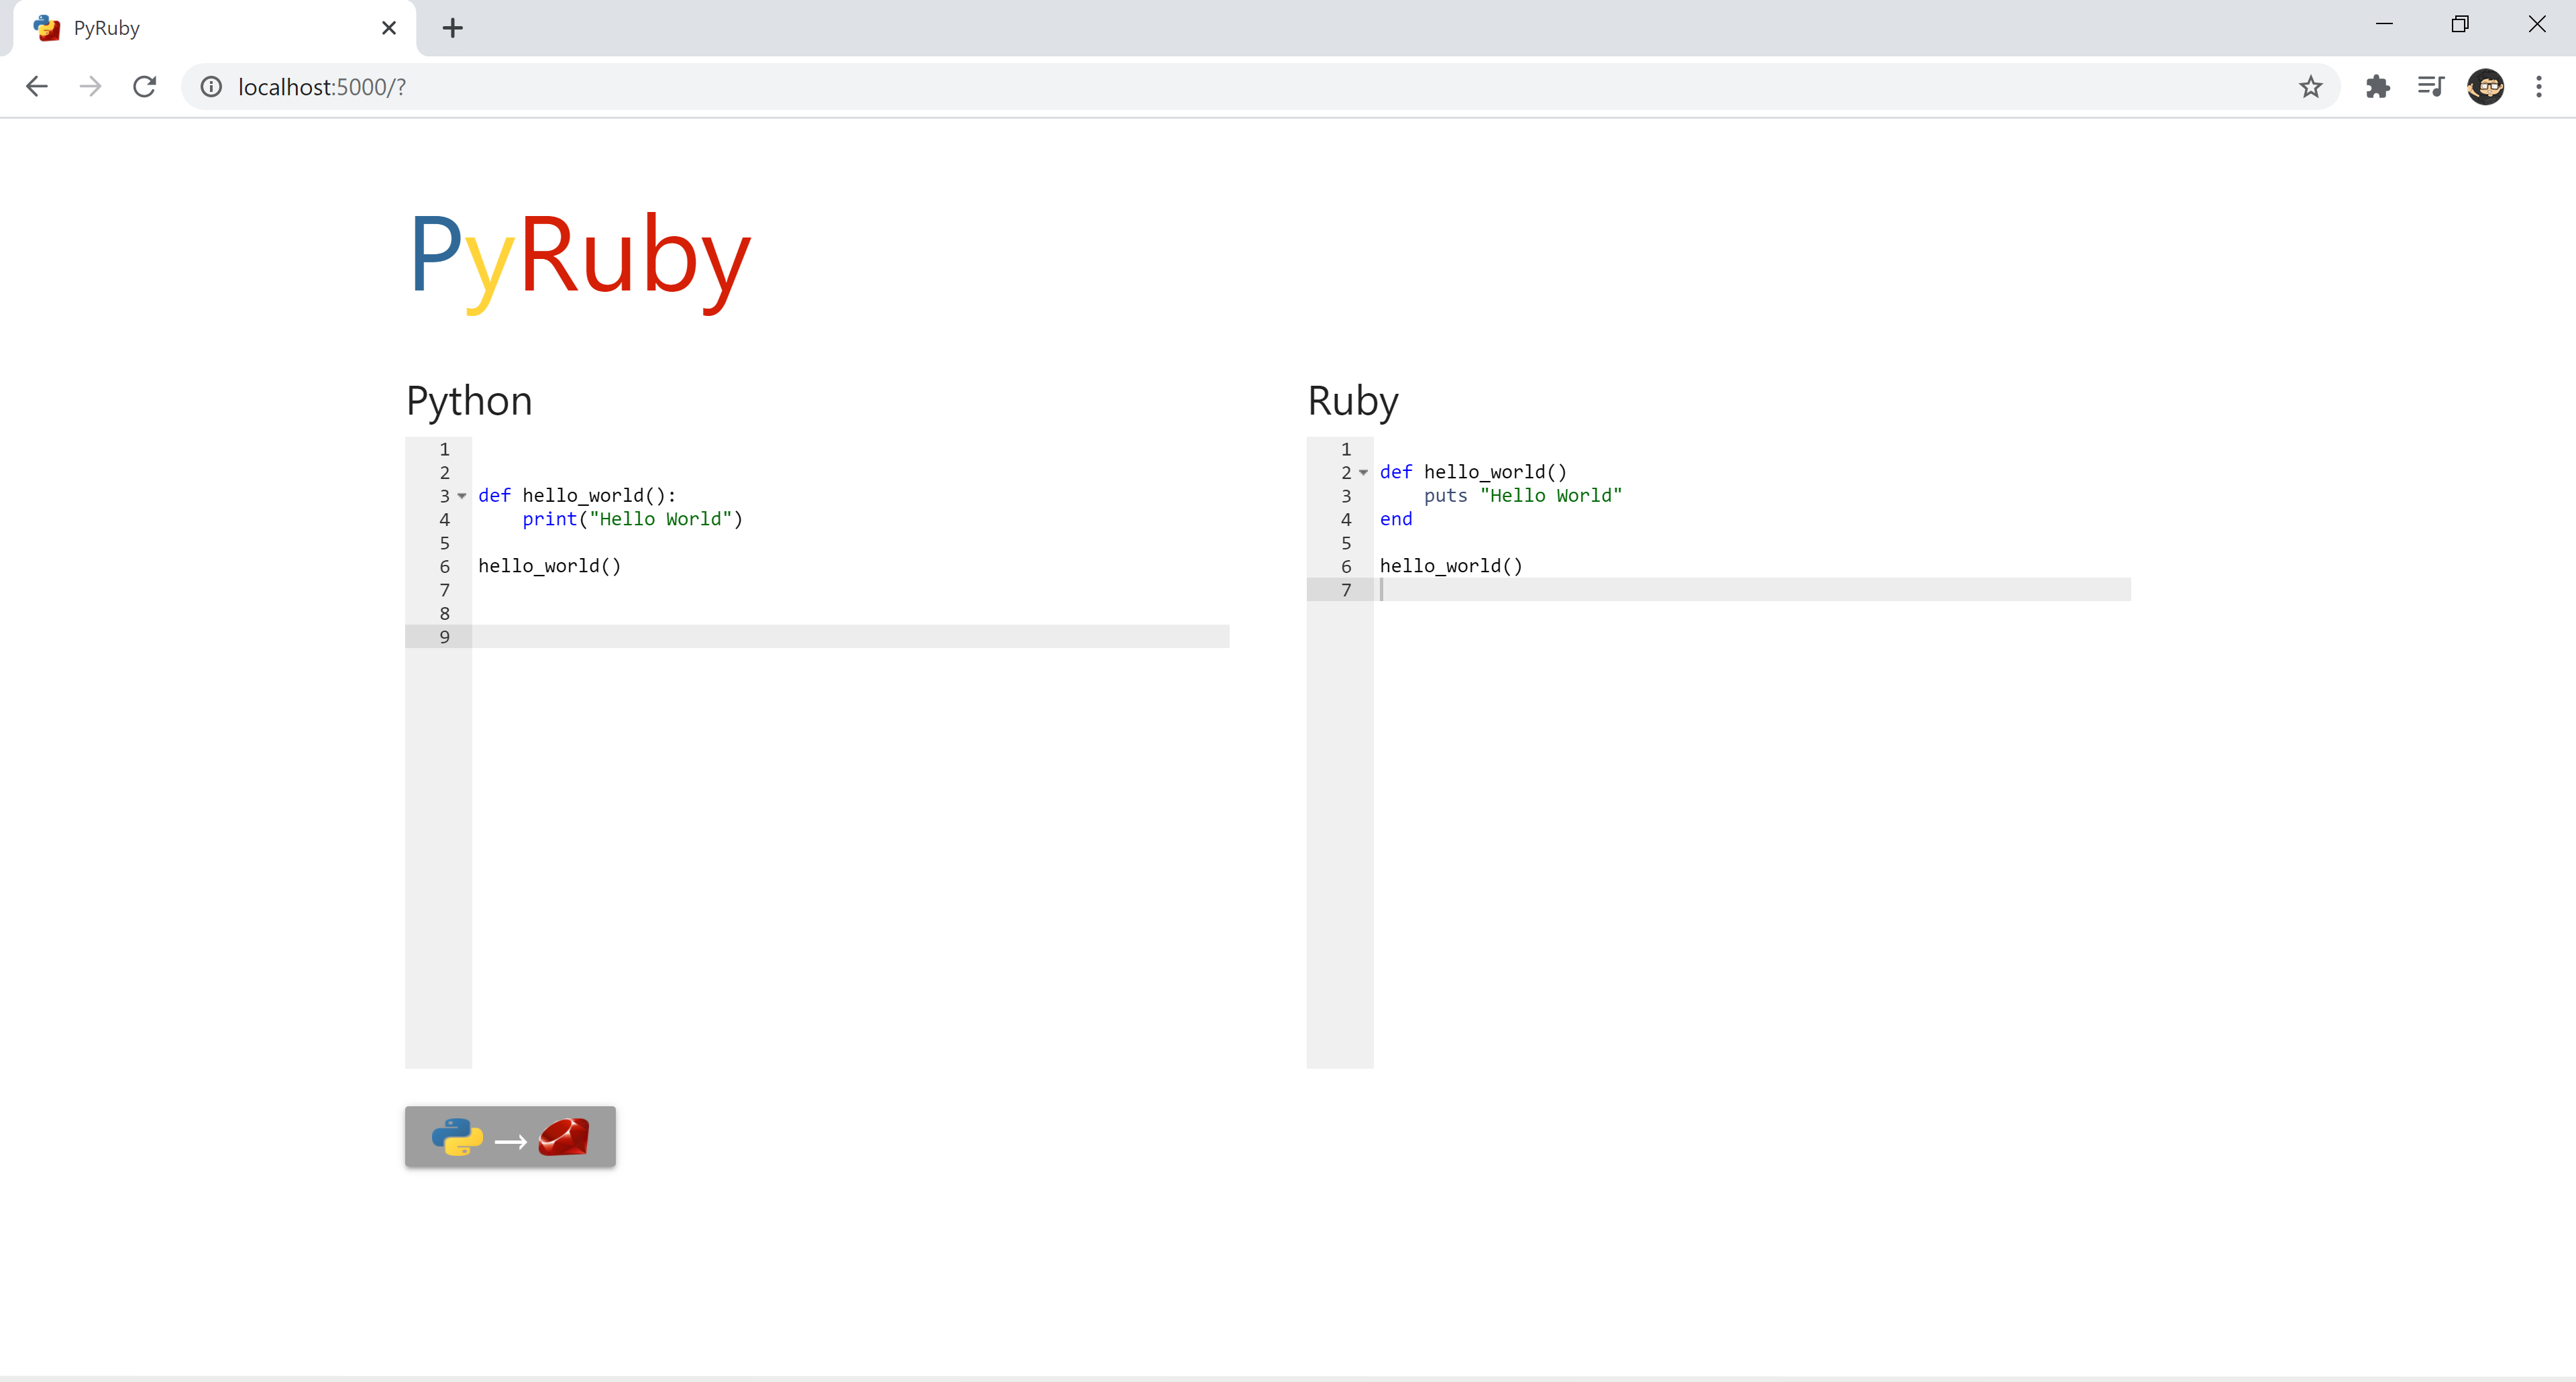 PyRuby
localhost:5000/?
PyRuby
Python
1
2
3 def hello_world():
4     print("Hello World")
5
6 hello_world()
7
8
9
Ruby
1
2 def hello_world()
3     puts "Hello World"
4 end
5
6 hello_world()
7